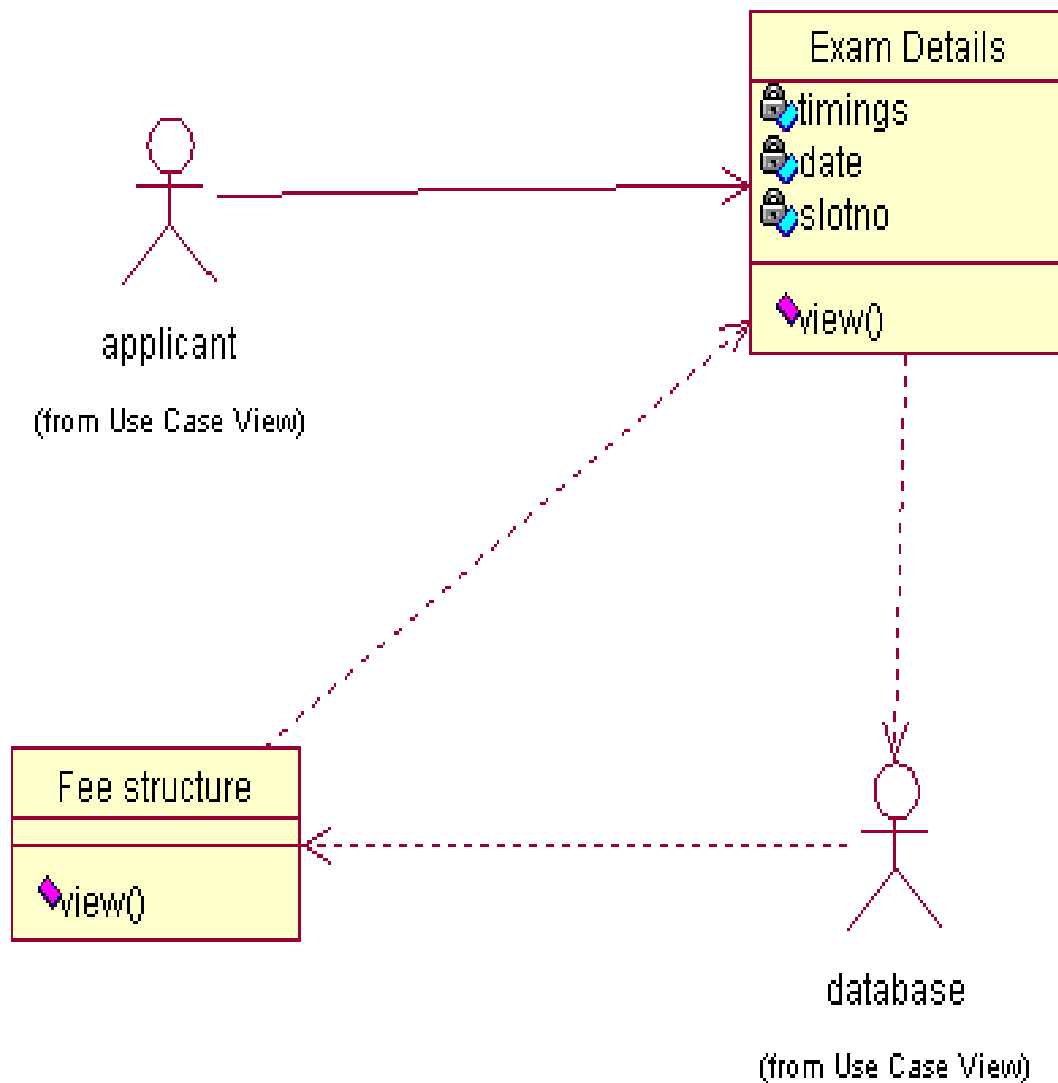 Exam Details
timings
date
slotno
view()
applicant
(from Use Case View)
Fee structure
view()
database
(from Use Case View)